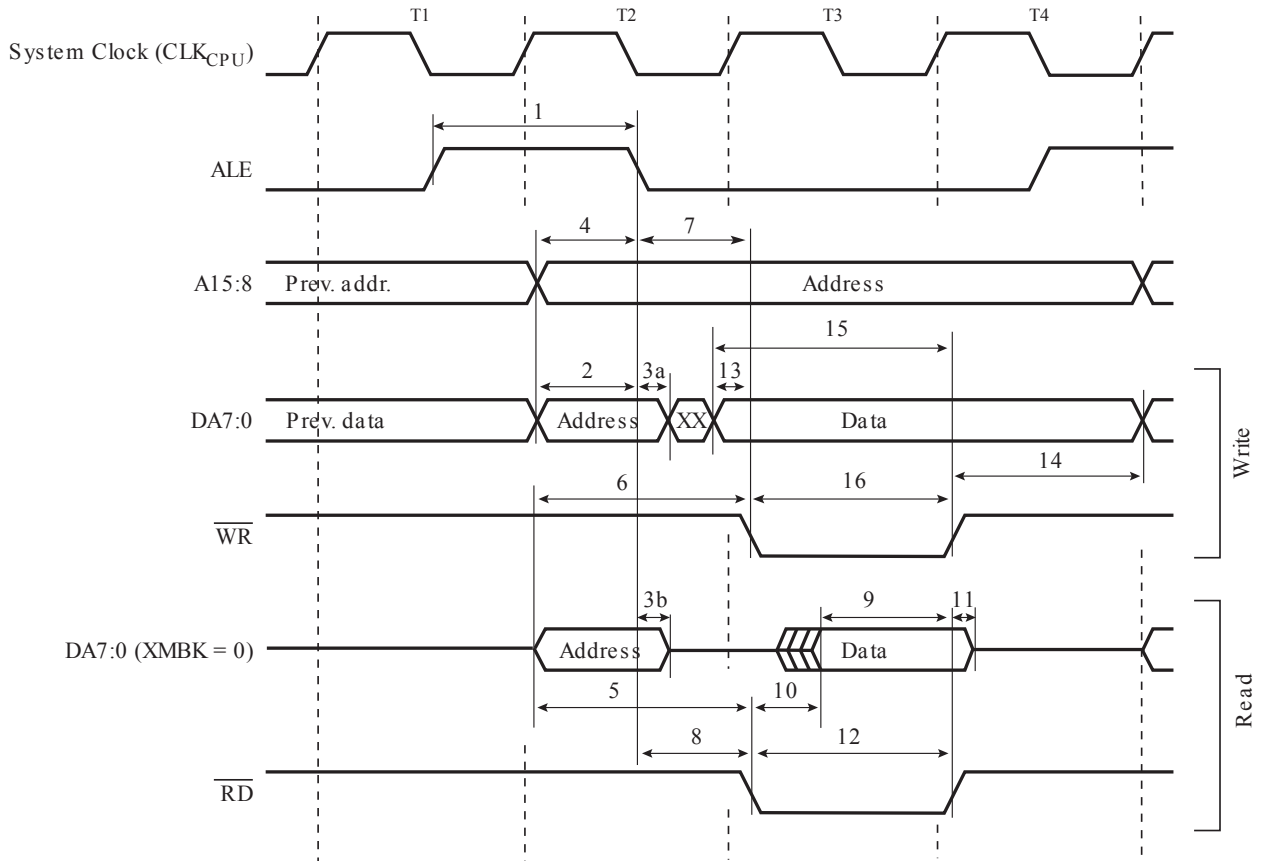 T1 T2 T3 T4
System Clock (CLKCPU)
1
ALE
4 7
A15:8 Prev. addr. Address
15
2 3a 13
DA7:0 Prev. data Address XX Data
14
6 16
WR
Write
3b 9 11
DA7:0 (XMBK = 0) Address Data
5 10
8 12
RD
Read